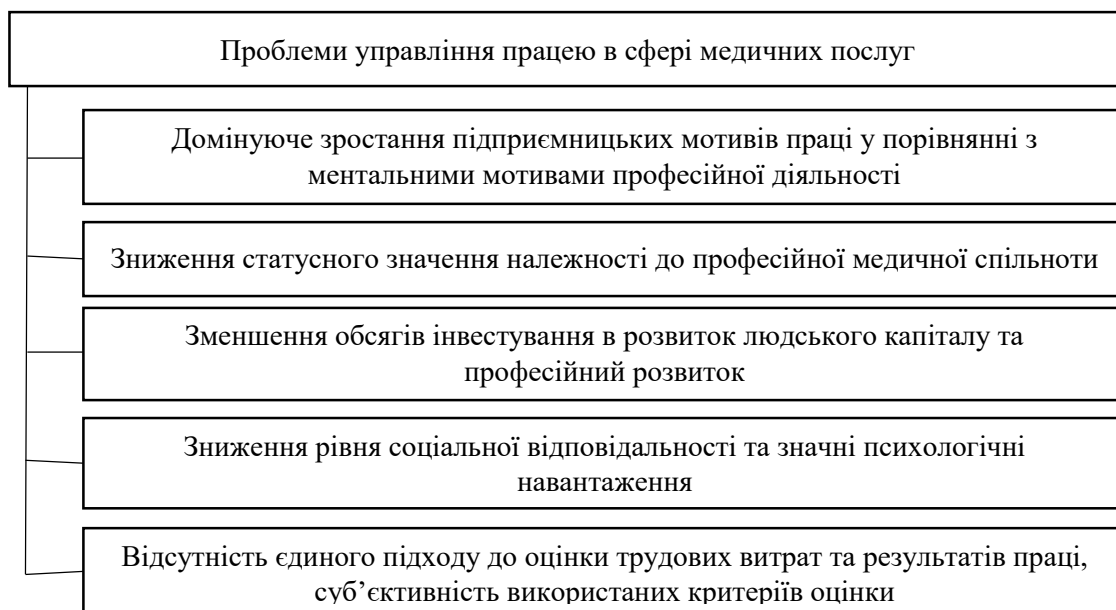 Проблеми управління працею в сфері медичних послуг
Домінуюче зростання підприємницьких мотивів праці у порівнянні з
ментальними мотивами професійної діяльності
Зниження статусного значення належності до професійної медичної спільноти
Зменшення обсягів інвестування в розвиток людського капіталу та
професійний розвиток
Зниження рівня соціальної відповідальності та значні психологічні
навантаження
Відсутність єдиного підходу до оцінки трудових витрат та результатів праці,
суб’єктивність використаних критеріїв оцінки